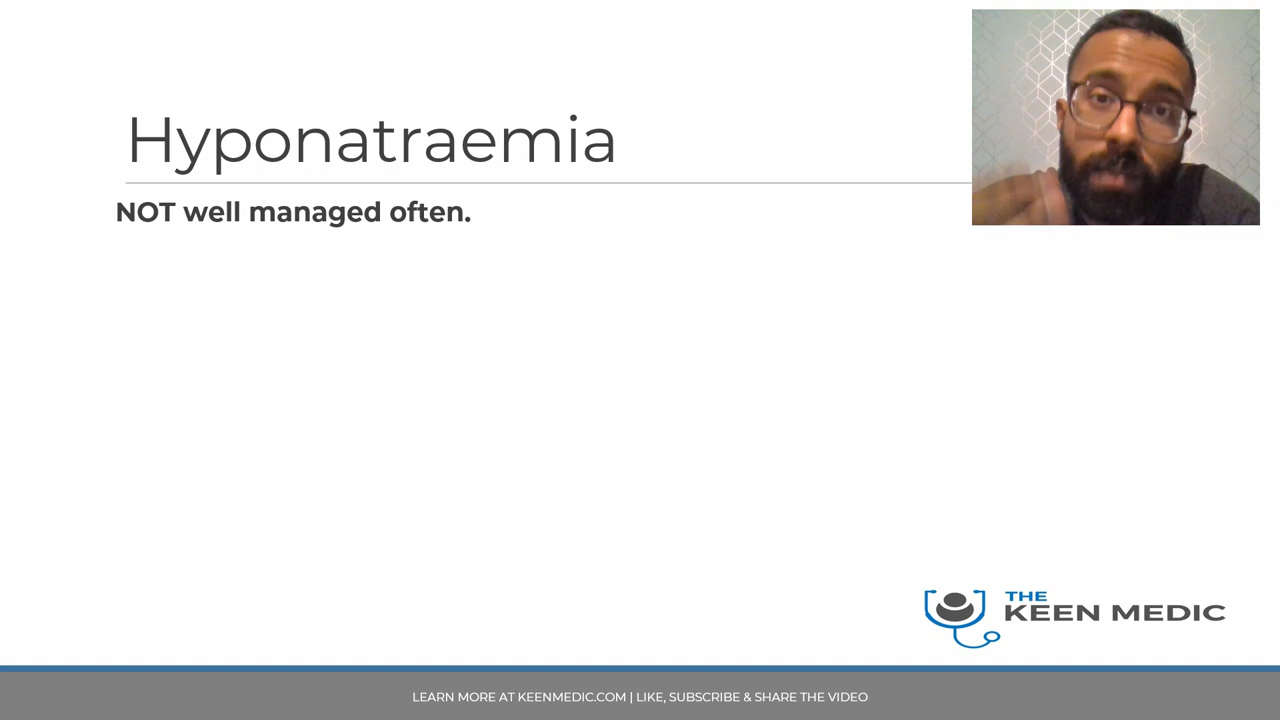 Hyponatraemia
NOT well managed often.
THE
KEEN MEDIC
LEARN MORE AT KEENMEDIC.COM | LIKE, SUBSCRIBE & SHARE THE VIDEO